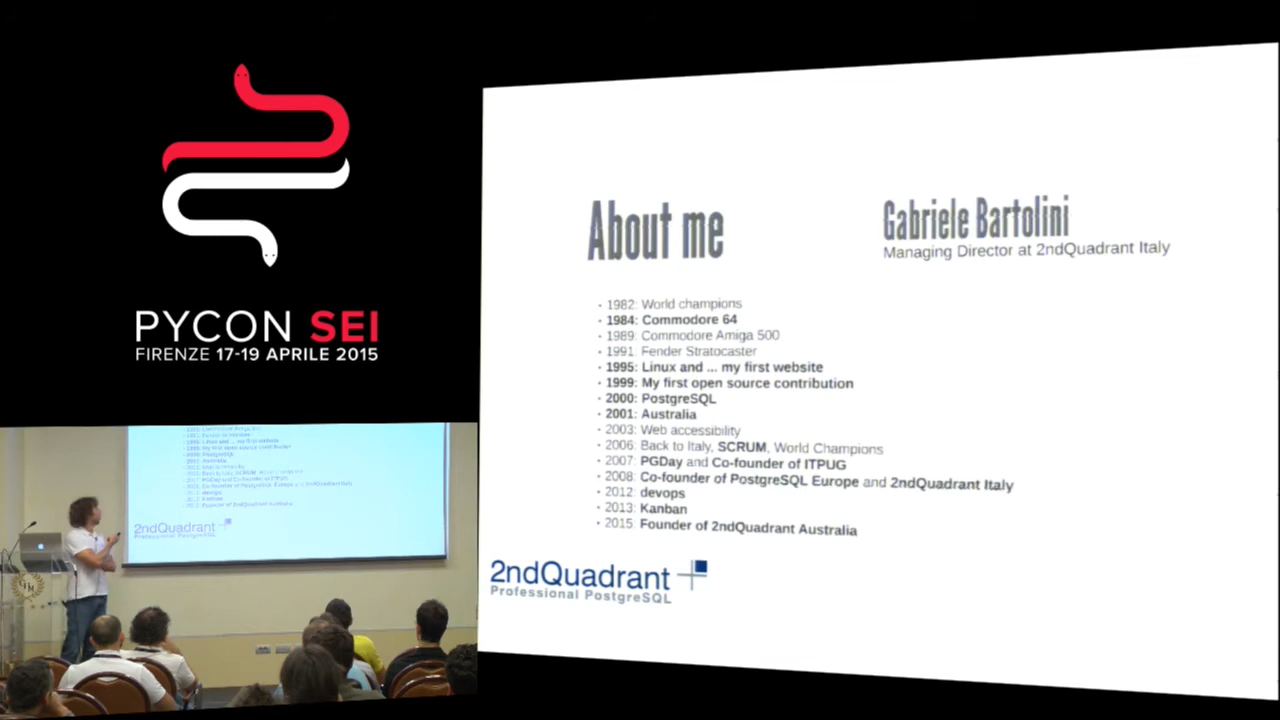 PYCON SEI
FIRENZE 17-19 APRILE 2015
About me
Gabriele Bartolini
Managing Director at 2ndQuadrant Italy
• 1982: World champions
• 1984: Commodore 64
• 1989: Commodore Amiga 500
• 1991: Fender Stratocaster
• 1995: Linux and ... my first website
• 1999: My first open source contribution
• 2000: PostgreSQL
• 2001: Australia
• 2003: Web accessibility
• 2006: Back to Italy, SCRUM, World Champions
• 2007: PGDay and Co-founder of ITPUG
• 2008: Co-founder of PostgreSQL Europe and 2ndQuadrant Italy
• 2012: devops
• 2013: Kanban
• 2015: Founder of 2ndQuadrant Australia
2ndQuadrant
Professional PostgreSQL
2ndQuadrant
Professional PostgreSQL